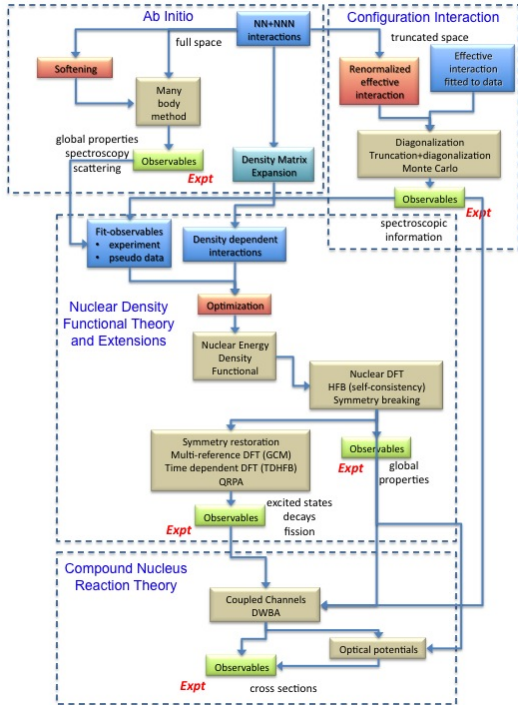 Ab Initio
NN+NNN
interactions
Configuration Interaction
full space
truncated space
Softening
Many
body
method
Renormalized
effective
interaction
Effective
interaction
fitted to data
global properties
spectroscopy
scattering
Observables
Expt
Density Matrix
Expansion
Diagonalization
Truncation+diagonalization
Monte Carlo
Observables
Expt
spectroscopic
information
Fit-observables
• experiment
• pseudo data
Density dependent
interactions
Nuclear Density
Functional Theory
and Extensions
Optimization
Nuclear Energy
Density
Functional
Nuclear DFT
HFB (self-consistency)
Symmetry breaking
Symmetry restoration
Multi-reference DFT (GCM)
Time dependent DFT (TDHFB)
QRPA
Observables
Expt
global
properties
Observables
Expt
excited states
decays
fission
Compound Nucleus
Reaction Theory
Coupled Channels
DWBA
Optical potentials
Observables
Expt
cross sections